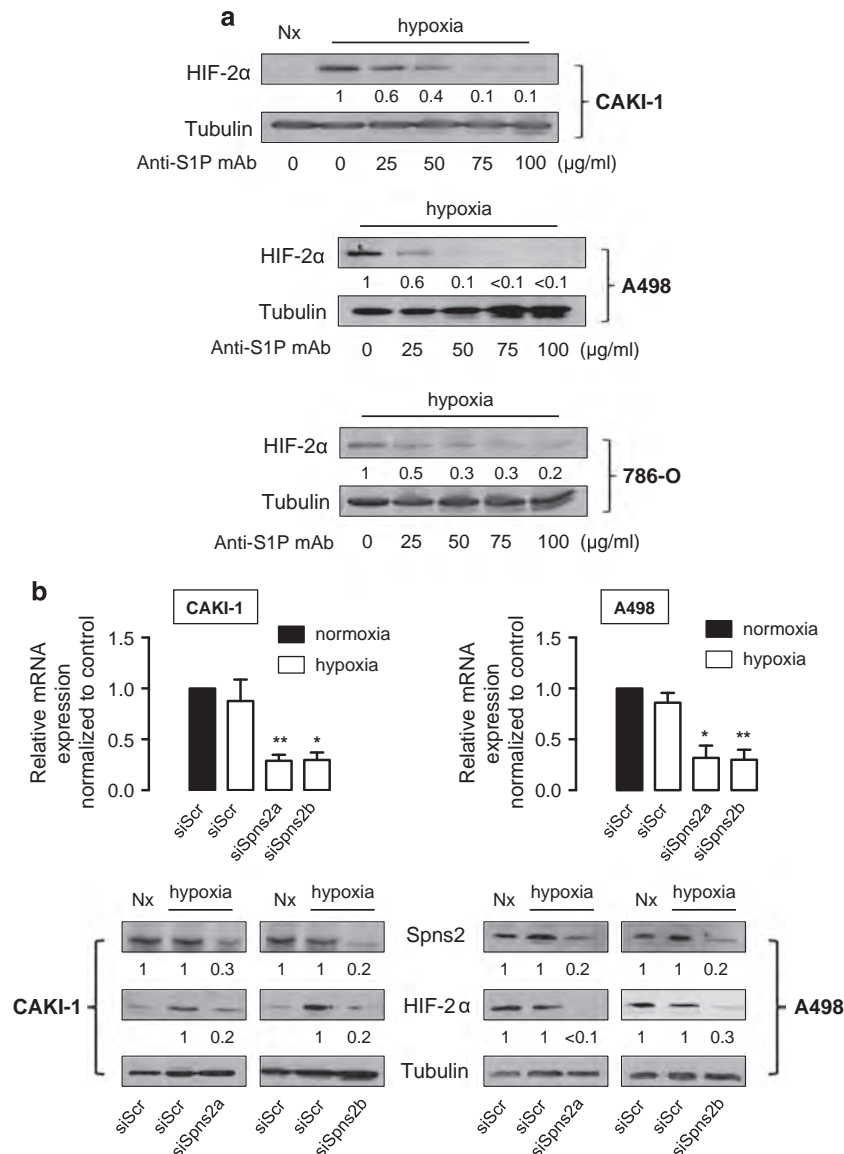 a
Nx hypoxia
HIF-2α
1 0.6 0.4 0.1 0.1
CAKI-1
Tubulin
Anti-S1P mAb 0 0 25 50 75 100 (μg/ml)
hypoxia
HIF-2α
1 0.6 0.1 <0.1 <0.1
A498
Tubulin
Anti-S1P mAb 0 25 50 75 100 (μg/ml)
hypoxia
HIF-2α
1 0.5 0.3 0.3 0.2
786-O
Tubulin
Anti-S1P mAb 0 25 50 75 100 (μg/ml)
b
CAKI-1
normoxia
hypoxia
Relative mRNA
expression
normalized to control
1.5
1.0
0.5
0.0
** *
siScr siScr siSpns2a siSpns2b
A498
normoxia
hypoxia
Relative mRNA
expression
normalized to control
1.5
1.0
0.5
0.0
* **
siScr siScr siSpns2a siSpns2b
Nx hypoxia Nx hypoxia Nx hypoxia Nx hypoxia
Spns2
1 1 0.3 1 1 0.2 1 1 0.2 1 1 0.2
CAKI-1 HIF-2α A498
1 0.2 1 0.2 1 1 <0.1 1 1 0.3
Tubulin
siScr siScr siSpns2a siScr siScr siSpns2b siScr siScr siSpns2a siScr siScr siSpns2b